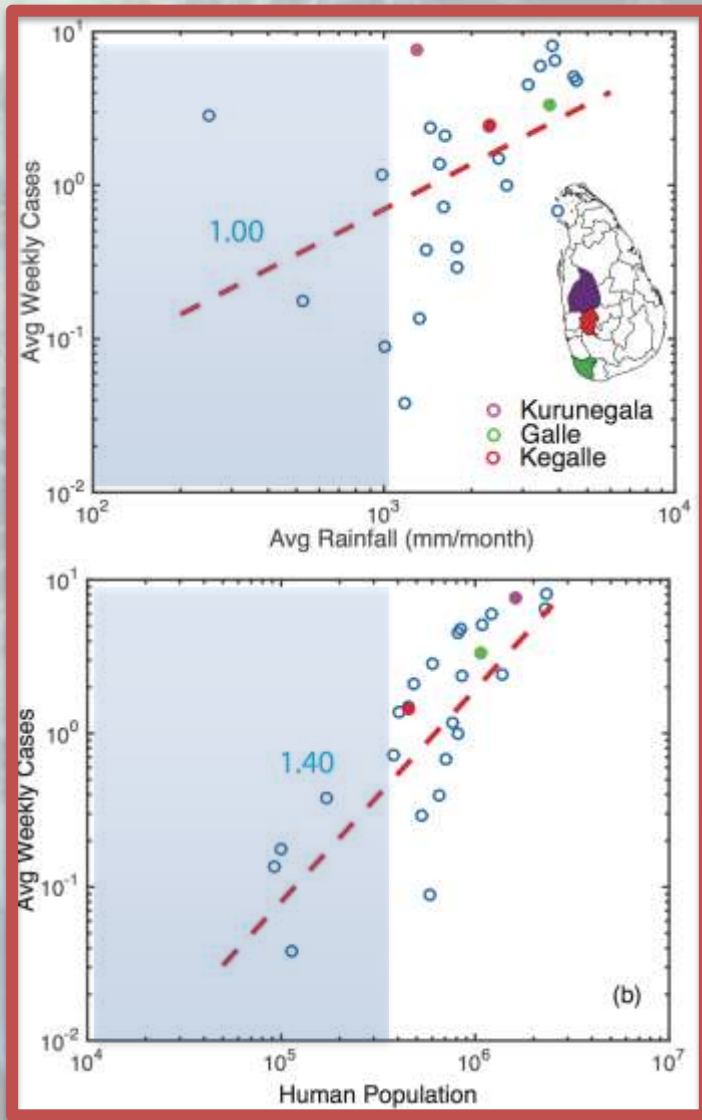 Avg Weekly Cases
10^1
10^0
10^-1
10^-2
1.00
Kurunegala
Galle
Kegalle
10^2
10^3
10^4
Avg Rainfall (mm/month)
Avg Weekly Cases
10^1
10^0
10^-1
10^-2
1.40
(b)
10^4
10^5
10^6
10^7
Human Population